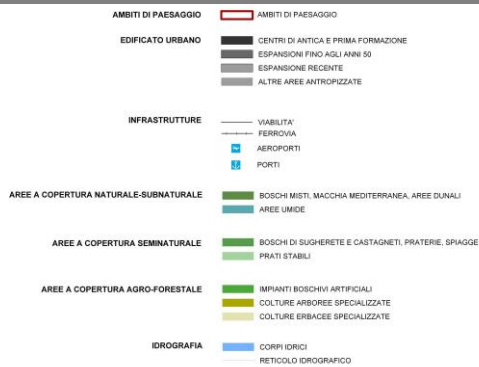 AMBITI DI PAESAGGIO AMBITI DI PAESAGGIO
EDIFICATO URBANO CENTRI DI ANTICA E PRIMA FORMAZIONE
ESPANSIONI FINO AGLI ANNI 50
ESPANSIONE RECENTE
ALTRE AREE ANTROPIZZATE
INFRASTRUTTURE VIABILITA'
FERROVIA
AEROPORTI
PORTI
AREE A COPERTURA NATURALE-SUBNATURALE BOSCHI MISTI, MACCHIA MEDITERRANEA, AREE DUNALI
AREE UMIDE
AREE A COPERTURA SEMINATURALE BOSCHI DI SUGHERETE E CASTAGNETI, PRATERIE, SPIAGGE
PRATI STABILI
AREE A COPERTURA AGRO-FORESTALE IMPIANTI BOSCHIVI ARTIFICIALI
COLTURE ARBOREE SPECIALIZZATE
COLTURE ERBACEE SPECIALIZZATE
IDROGRAFIA CORPI IDRICI
RETICOLO IDROGRAFICO